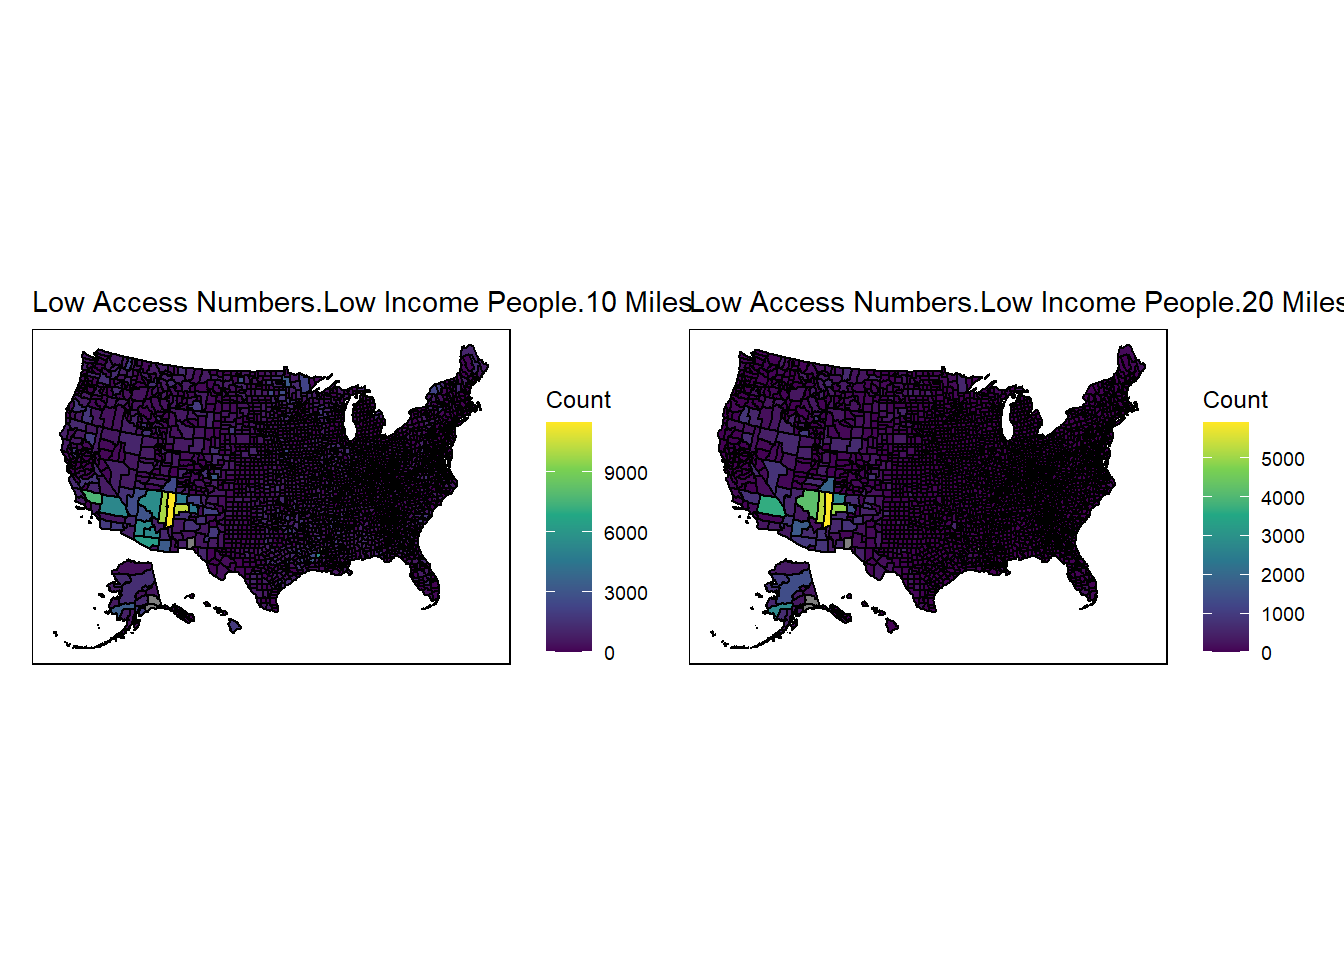 Low Access Numbers.Low Income People.10 Miles
Count
9000
6000
3000
0
Low Access Numbers.Low Income People.20 Miles
Count
5000
4000
3000
2000
1000
0